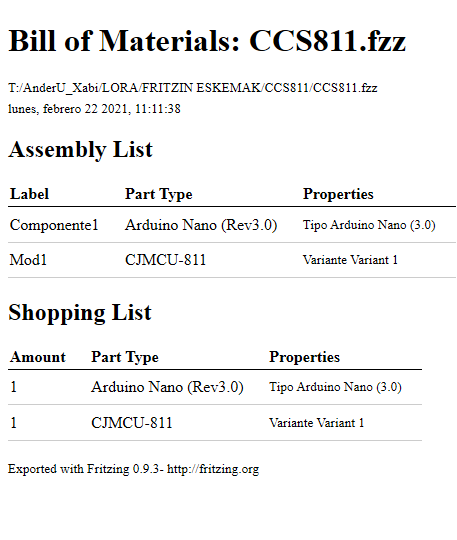 Bill of Materials: CCS811.fzz
T:/AnderU_Xabi/LORA/FRITZIN ESKEMAK/CCS811/CCS811.fzz
lunes, febrero 22 2021, 11:11:38
Assembly List
Label Part Type Properties
Componente1 Arduino Nano (Rev3.0) Tipo Arduino Nano (3.0)
Mod1 CJMCU-811 Variante Variant 1
Shopping List
Amount Part Type Properties
1 Arduino Nano (Rev3.0) Tipo Arduino Nano (3.0)
1 CJMCU-811 Variante Variant 1
Exported with Fritzing 0.9.3- http://fritzing.org